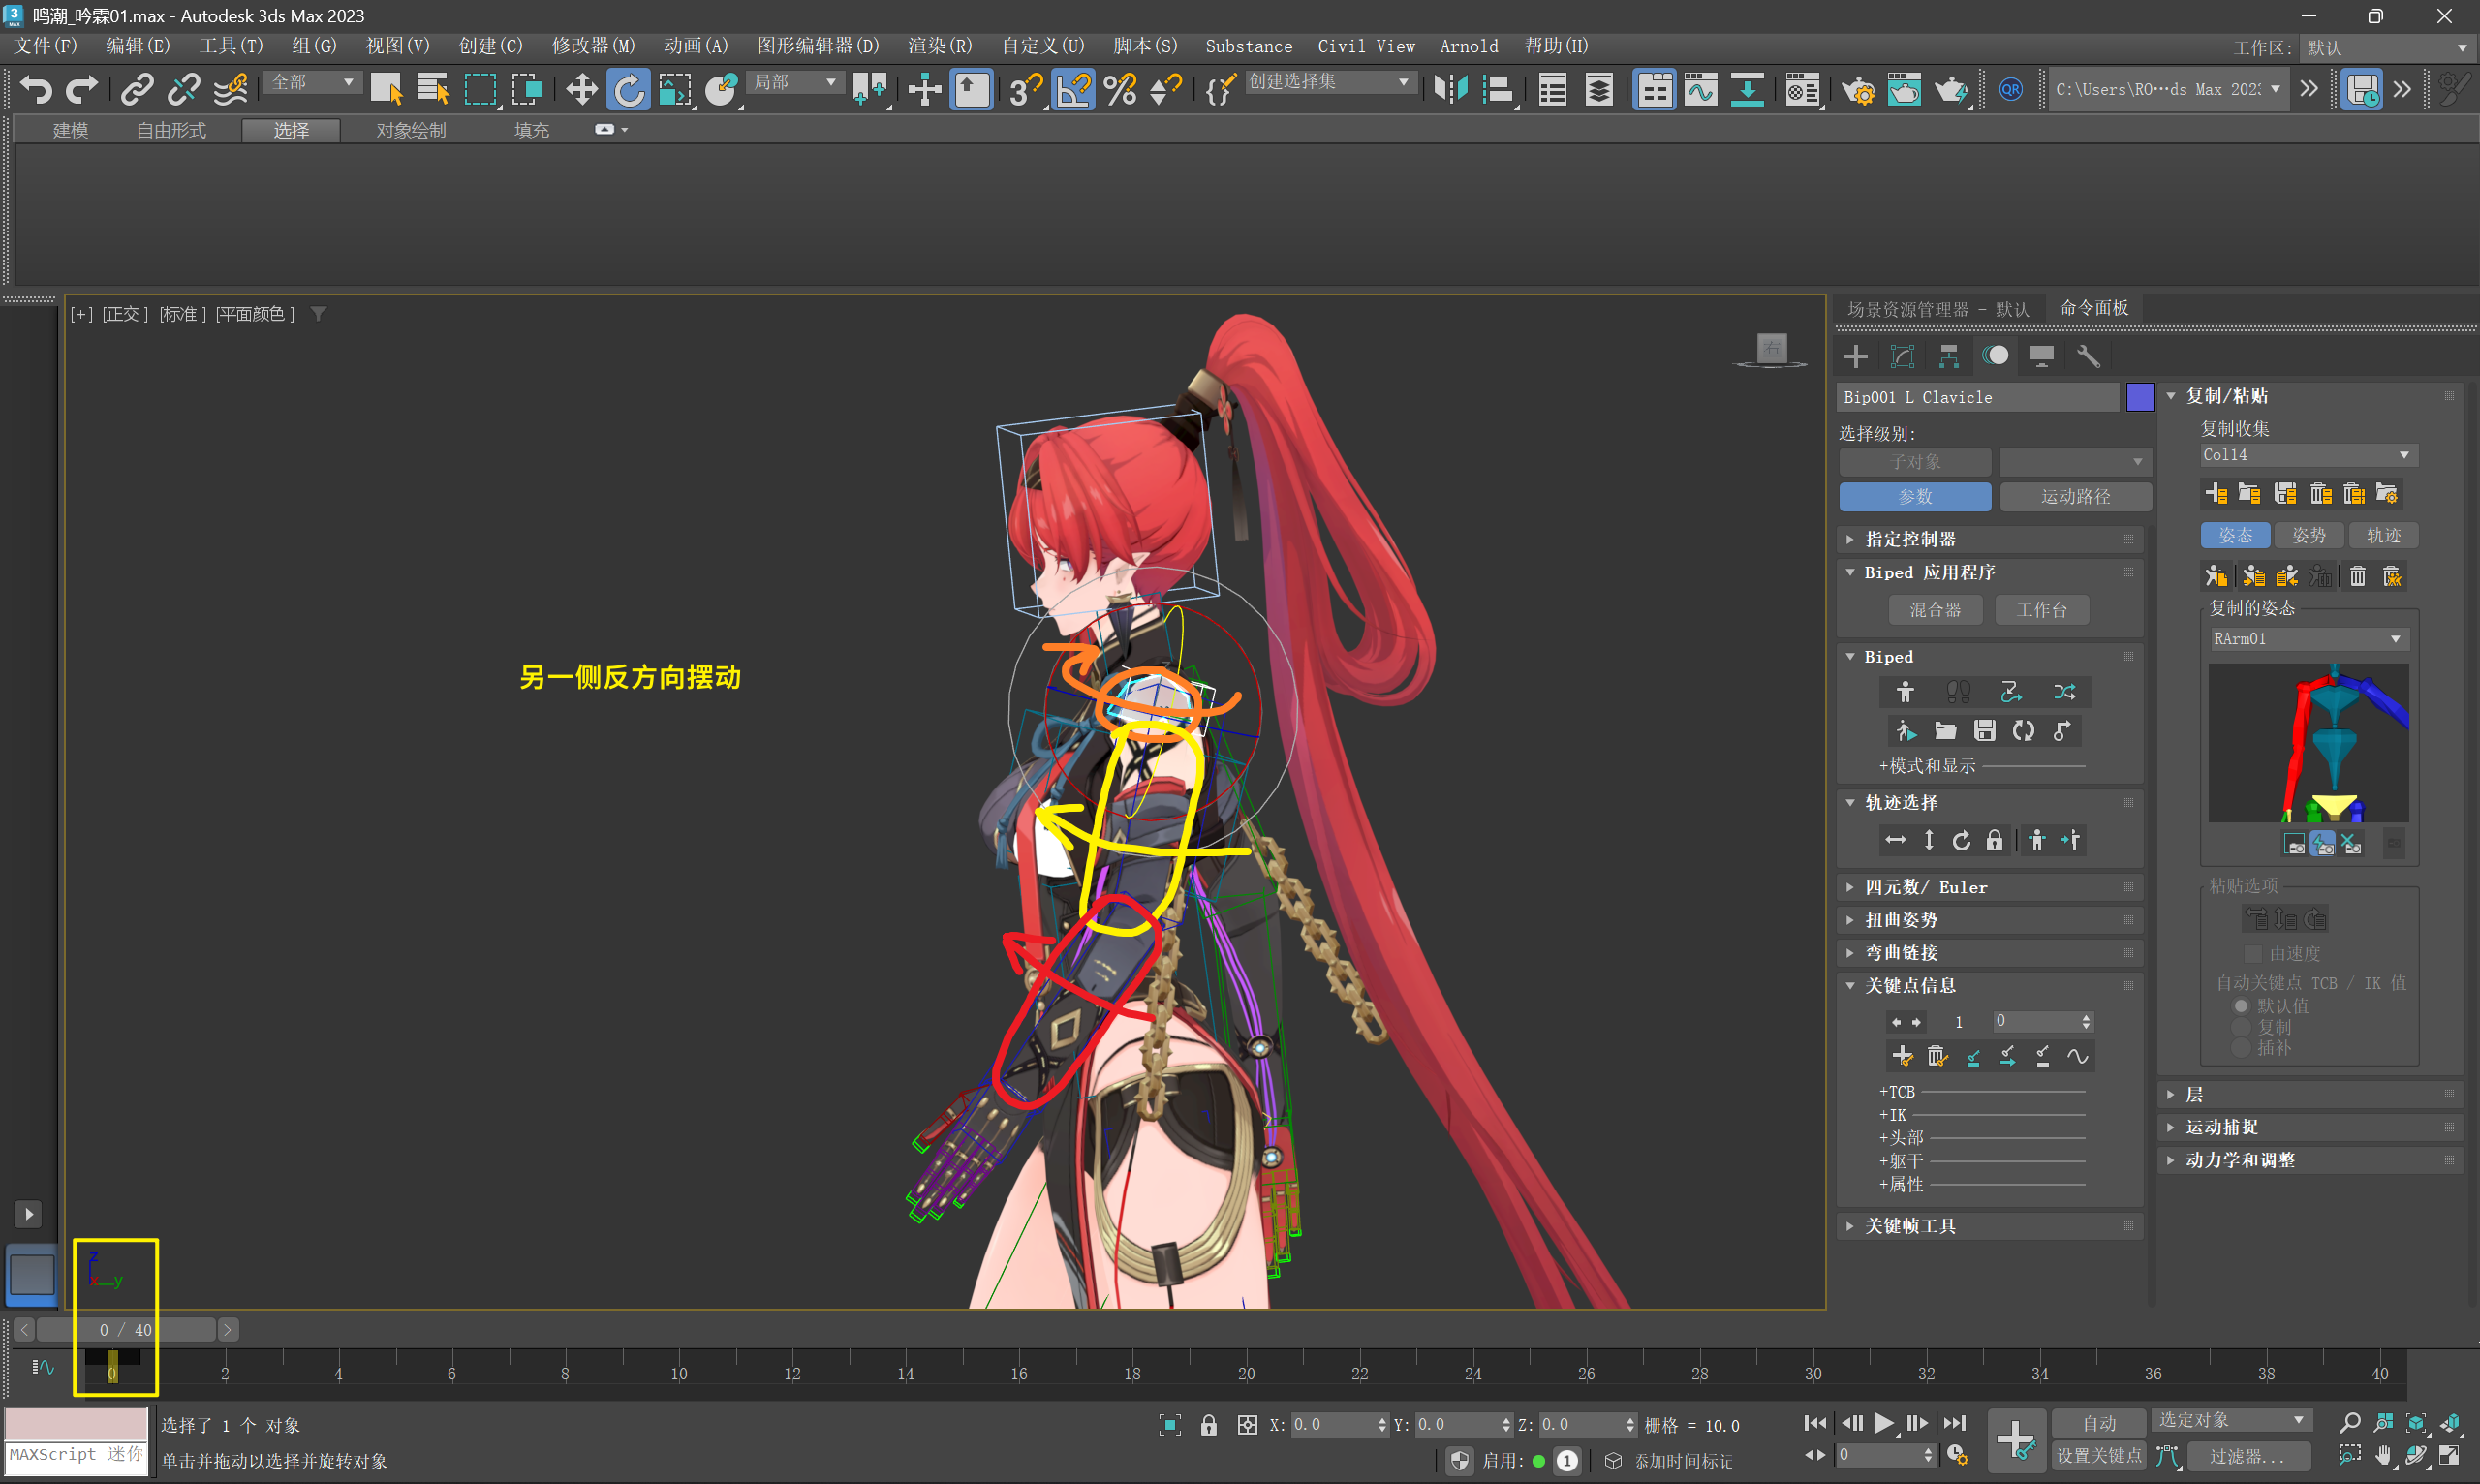 鸣潮_吟霖01.max - Autodesk 3ds Max 2023
文件(F) 编辑(E) 工具(T) 组(G) 视图(V) 创建(C) 修改器(M) 动画(A) 图形编辑器(D) 渲染(R) 自定义(U) 脚本(S) Substance Civil View Arnold 帮助(H) 工作区: 默认
全部 局部 创建选择集 QR C:\Users\RO…ds Max 202
建模 自由形式 选择 对象绘制 填充
[+] [正交] [标准] [平面颜色]
右
另一侧反方向摆动
场景资源管理器 - 默认 命令面板
Bip001 L Clavicle
选择级别:
子对象
参数 运动路径
指定控制器
Biped 应用程序
混合器 工作台
Biped
+模式和显示
轨迹选择
四元数/ Euler
扭曲姿势
弯曲链接
关键点信息
1 0
+TCB
+IK
+头部
+躯干
+属性
关键帧工具
复制/粘贴
复制收集
Col14
姿态 姿势 轨迹
复制的姿态
RArm01
粘贴选项
由速度
自动关键点 TCB / IK 值
默认值
复制
插补
层
运动捕捉
动力学和调整
z
x y
0 / 40
0 2 4 6 8 10 12 14 16 18 20 22 24 26 28 30 32 34 36 38 40
选择了 1 个 对象
X: 0.0 Y: 0.0 Z: 0.0 栅格 = 10.0
自动 选定对象
MAXScript 迷你
单击并拖动以选择并旋转对象
启用: 1 添加时间标记
0
设置关键点 过滤器...